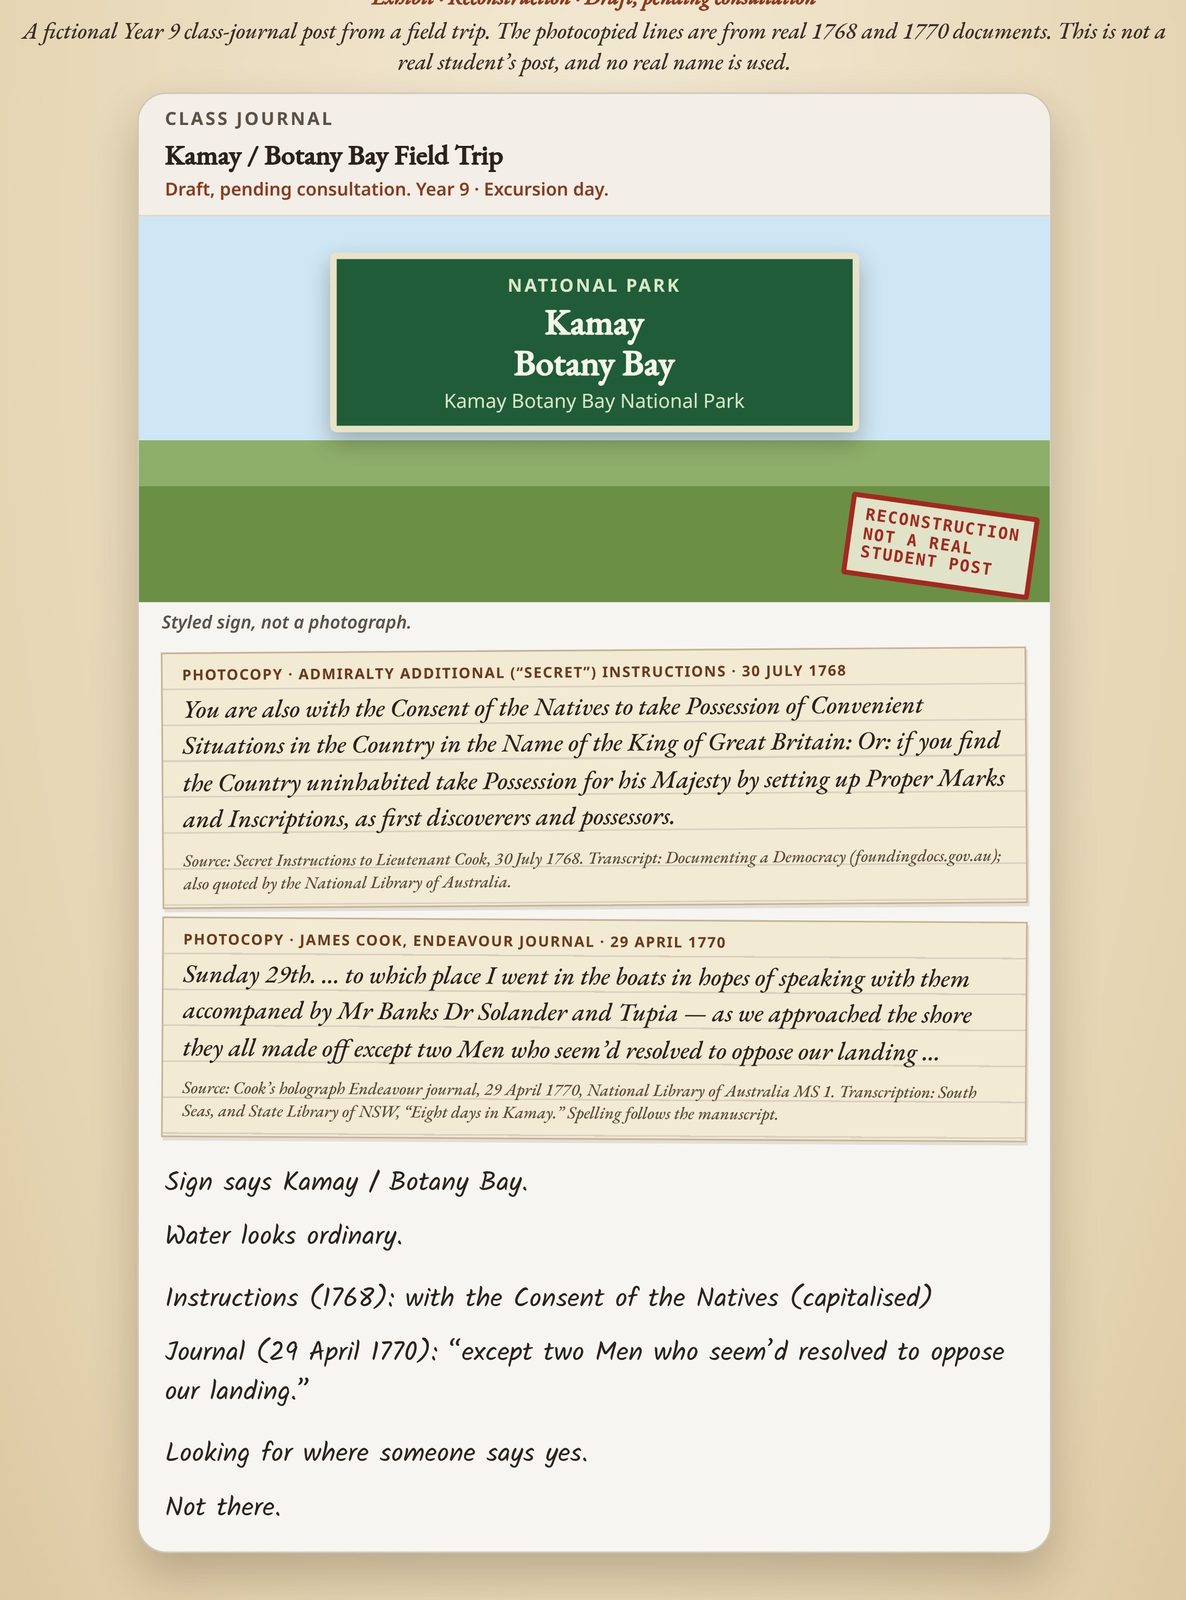 Exhibit · Reconstruction · Draft, pending consultation
A fictional Year 9 class-journal post from a field trip. The photocopied lines are from real 1768 and 1770 documents. This is not a
real student’s post, and no real name is used.
CLASS JOURNAL
Kamay / Botany Bay Field Trip
Draft, pending consultation. Year 9 · Excursion day.
NATIONAL PARK
Kamay
Botany Bay
Kamay Botany Bay National Park
RECONSTRUCTION
NOT A REAL
STUDENT POST
Styled sign, not a photograph.
PHOTOCOPY · ADMIRALTY ADDITIONAL (“SECRET”) INSTRUCTIONS · 30 JULY 1768
You are also with the Consent of the Natives to take Possession of Convenient
Situations in the Country in the Name of the King of Great Britain: Or: if you find
the Country uninhabited take Possession for his Majesty by setting up Proper Marks
and Inscriptions, as first discoverers and possessors.
Source: Secret Instructions to Lieutenant Cook, 30 July 1768. Transcript: Documenting a Democracy (foundingdocs.gov.au);
also quoted by the National Library of Australia.
PHOTOCOPY · JAMES COOK, ENDEAVOUR JOURNAL · 29 APRIL 1770
Sunday 29th. ... to which place I went in the boats in hopes of speaking with them
accompaned by Mr Banks Dr Solander and Tupia — as we approached the shore
they all made off except two Men who seem’d resolved to oppose our landing ...
Source: Cook’s holograph Endeavour journal, 29 April 1770, National Library of Australia MS 1. Transcription: South
Seas, and State Library of NSW, “Eight days in Kamay.” Spelling follows the manuscript.
Sign says Kamay / Botany Bay.
Water looks ordinary.
Instructions (1768): with the Consent of the Natives (capitalised)
Journal (29 April 1770): “except two Men who seem’d resolved to oppose
our landing.”
Looking for where someone says yes.
Not there.